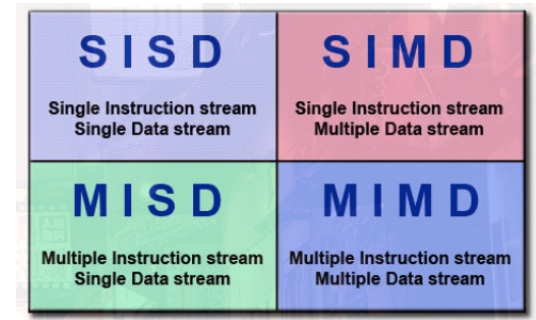 SISD
Single Instruction stream
Single Data stream
SIMD
Single Instruction stream
Multiple Data stream
MISD
Multiple Instruction stream
Single Data stream
MIMD
Multiple Instruction stream
Multiple Data stream